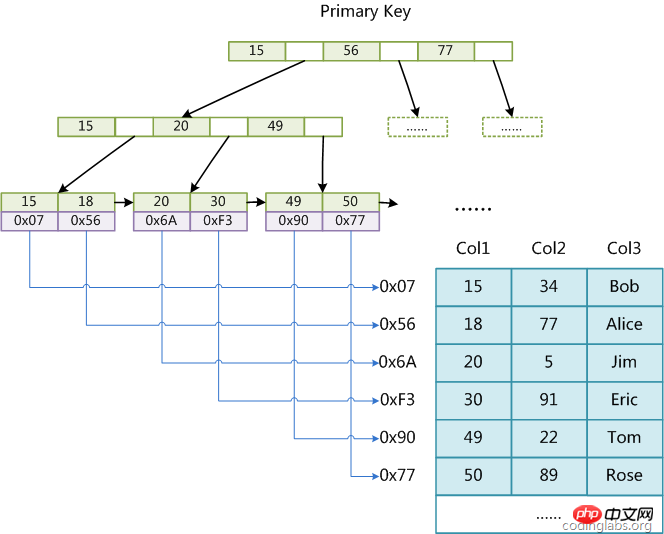 Primary Key
15 56 77
15 20 49
...... ......
15 18 20 30 49 50
0x07 0x56 0x6A 0xF3 0x90 0x77
......
Col1 Col2 Col3
0x07 15 34 Bob
0x56 18 77 Alice
0x6A 20 5 Jim
0xF3 30 91 Eric
0x90 49 22 Tom
0x77 50 89 Rose
......
php 中文网
codinglabs.org